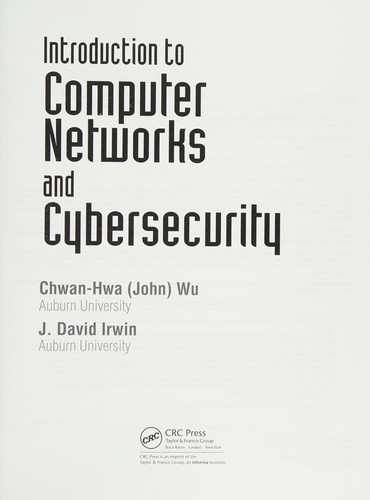 Introduction to
Computer
Networks
and
Cybersecurity
Chwan-Hwa (John) Wu
Auburn University
J. David Irwin
Auburn University
CRC
CRC Press
Taylor & Francis Group
Boca Raton London New York
CRC Press is an imprint of the
Taylor & Francis Group, an informa business